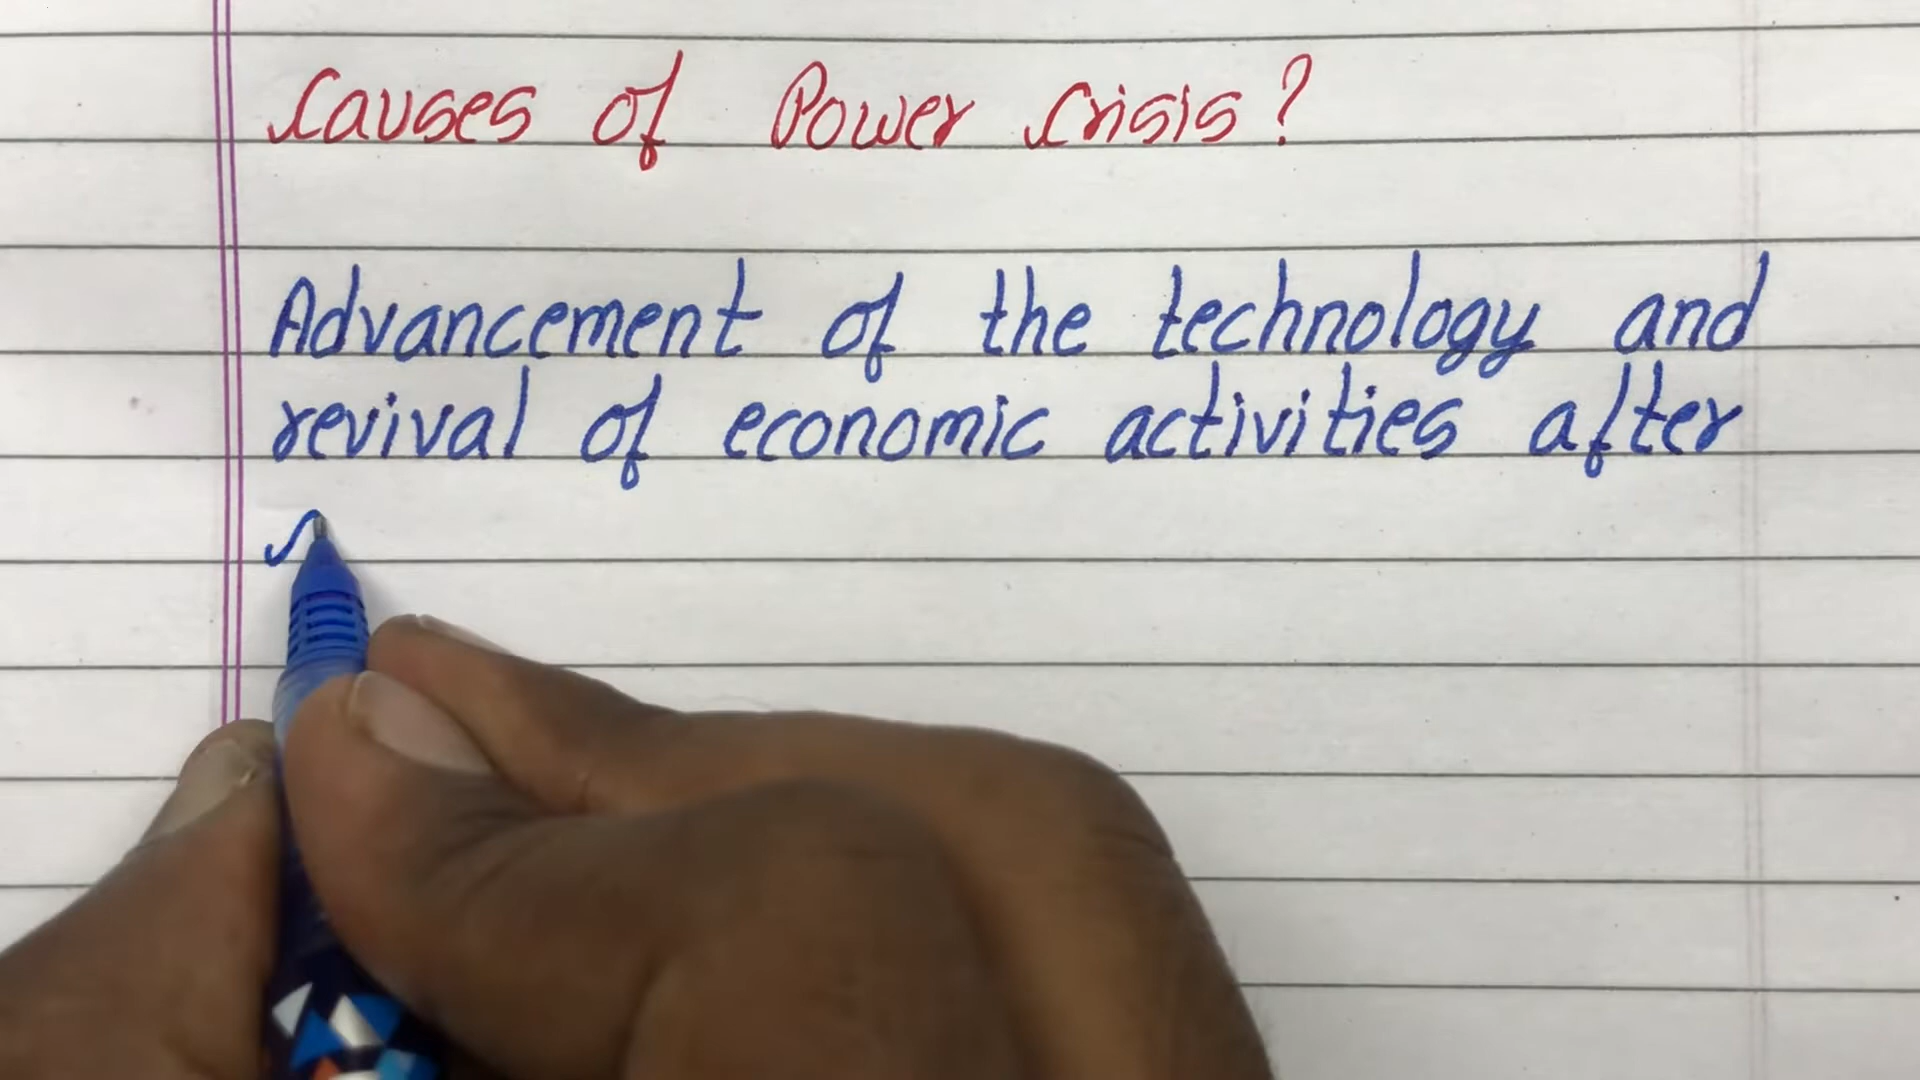 Causes of Power Crisis?
Advancement of the technology and
revival of economic activities after